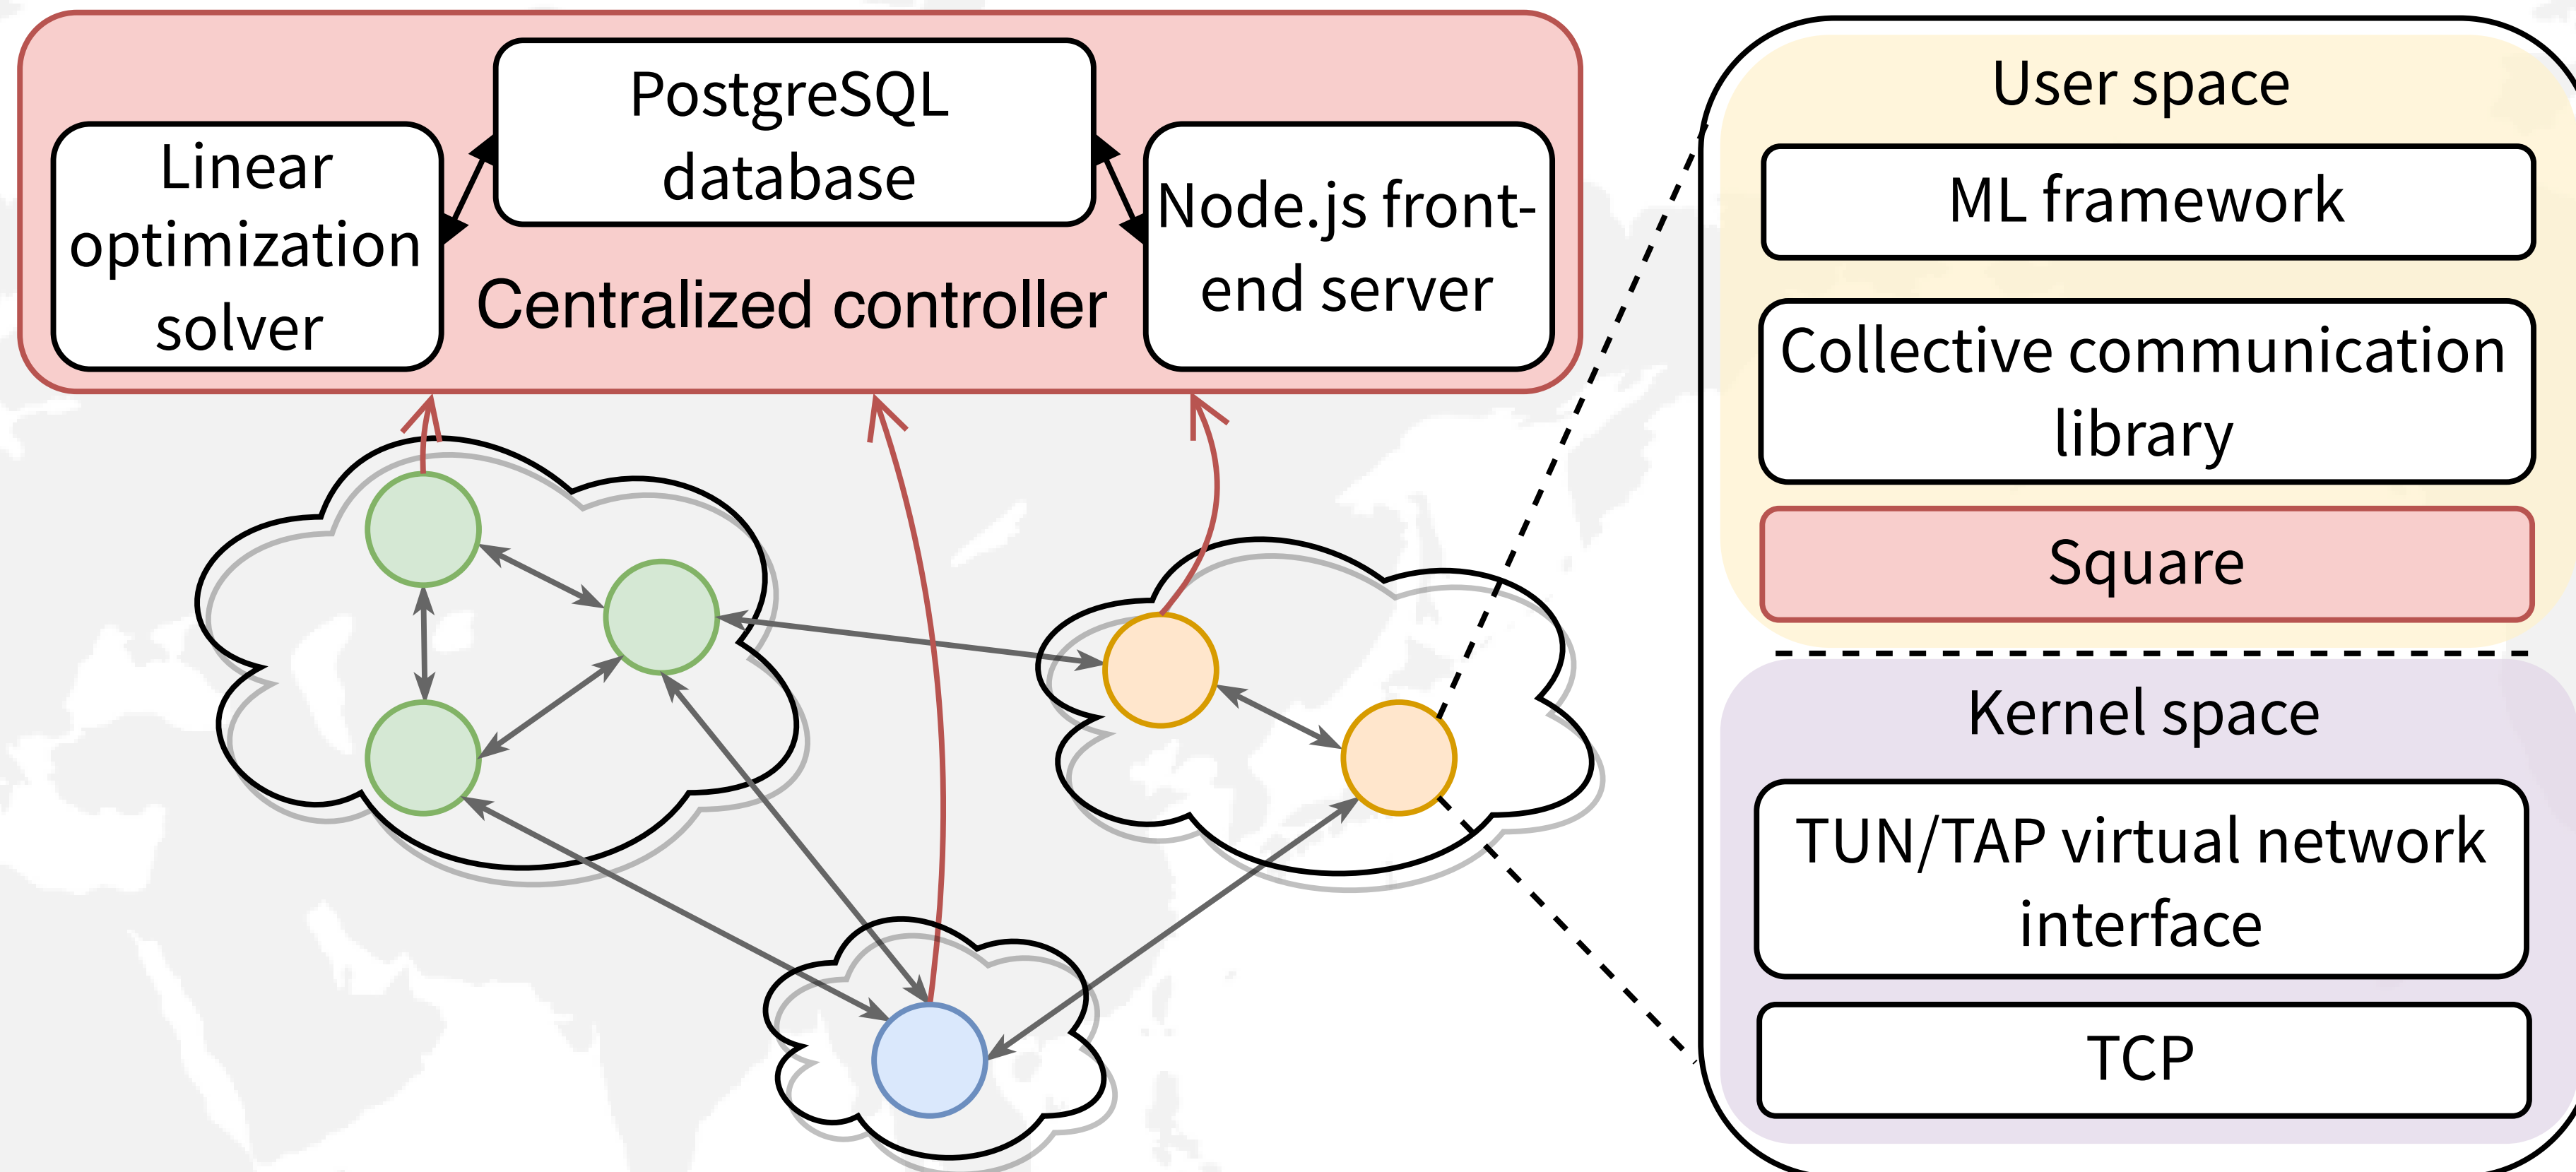 PostgreSQL
database
Linear
optimization
solver
Node.js front-
end server
Centralized controller
User space
ML framework
Collective communication
library
Square
Kernel space
TUN/TAP virtual network
interface
TCP